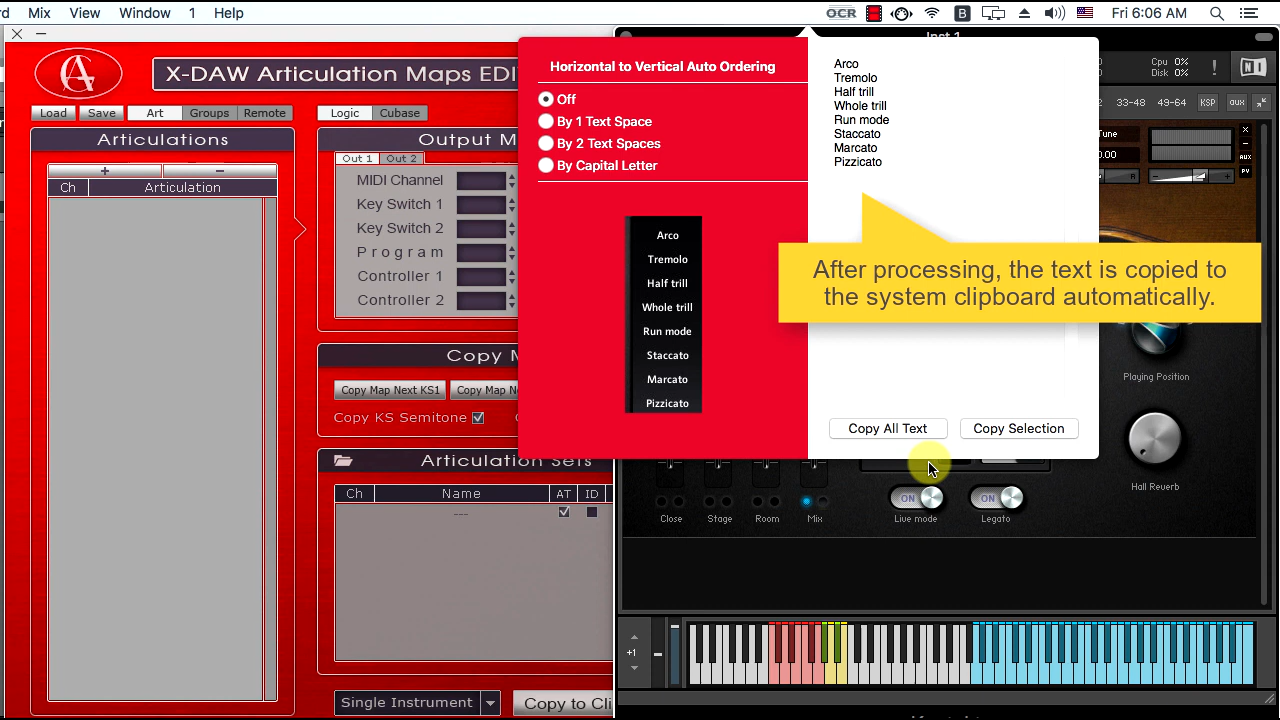 Mix View Window 1 Help
OCR B Fri 6:06 AM
X-DAW Articulation Maps EDI
Load Save Art Groups Remote Logic Cubase
Articulations
+ −
Ch Articulation
Output M
Out 1 Out 2
MIDI Channel
Key Switch 1
Key Switch 2
Program
Controller 1
Controller 2
Copy M
Copy Map Next KS1 Copy Map N
Copy KS Semitone
Articulation Sets
Ch Name AT ID
---
Single Instrument Copy to Cli
Horizontal to Vertical Auto Ordering
Off
By 1 Text Space
By 2 Text Spaces
By Capital Letter
Arco
Tremolo
Half trill
Whole trill
Run mode
Staccato
Marcato
Pizzicato
Arco
Tremolo
Half trill
Whole trill
Run mode
Staccato
Marcato
Pizzicato
After processing, the text is copied to
the system clipboard automatically.
Copy All Text Copy Selection
CPU 0%
Disk 0%
! NI
33-48 49-64 KSP aux
Tune
0.00
AUX
PV
Playing Position
Hall Reverb
ON ON
Close Stage Room Mix Live mode Legato
+1